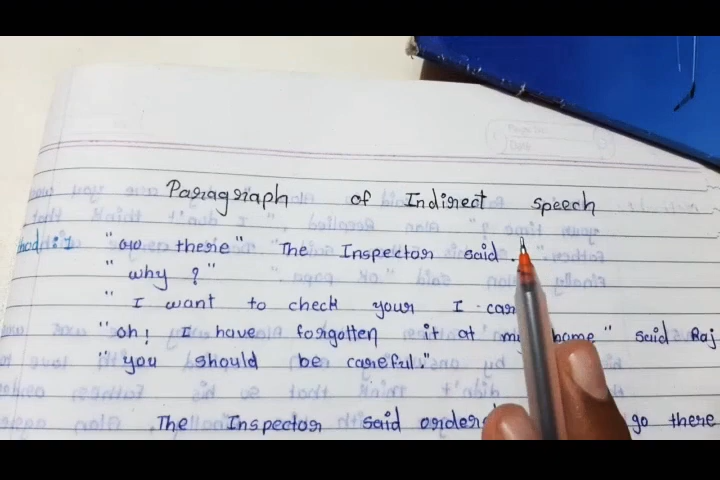 Paragraph of Indirect speech
"Go there" The Inspector said.
"why ?"
"I want to check your I car
"oh! I have forgotten it at my home" said Raj
"you should be careful."
The Inspector said order go there